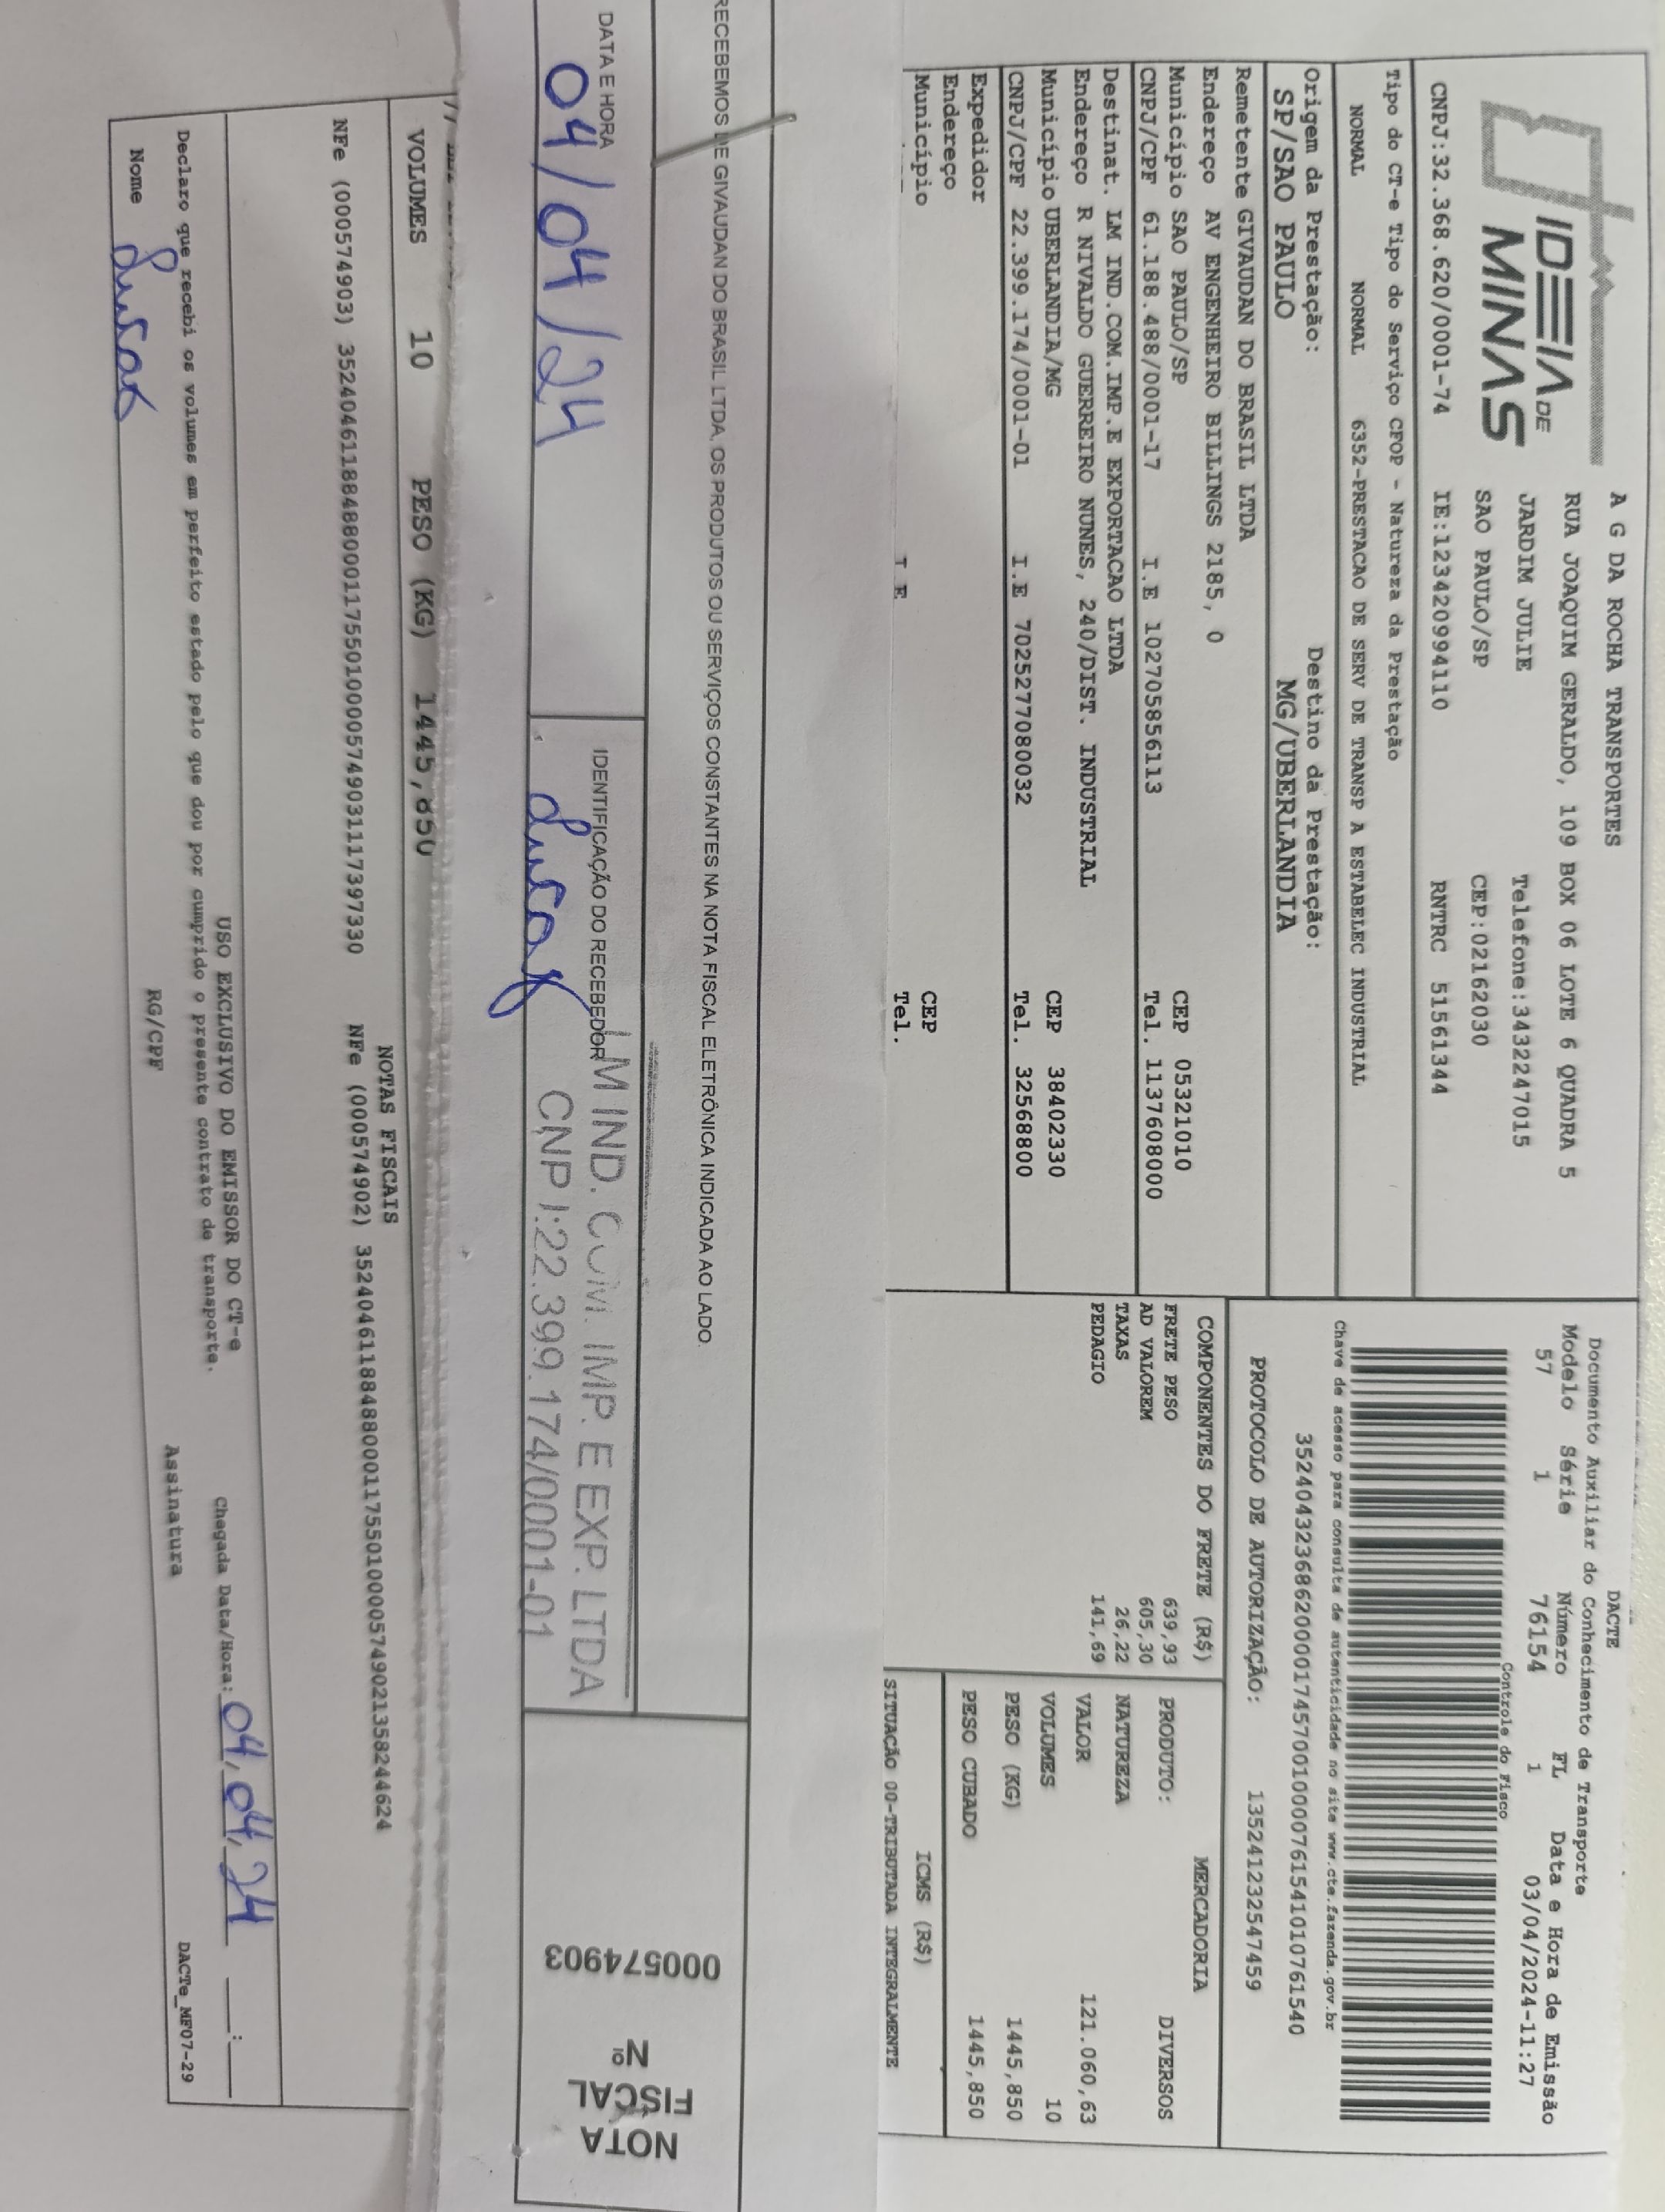 IDEIA DE
MINAS
A G DA ROCHA TRANSPORTES
RUA JOAQUIM GERALDO, 109 BOX 06 LOTE 6 QUADRA 5
JARDIM JULIE Telefone:3432247015
SAO PAULO/SP CEP:02162030
CNPJ:32.368.620/0001-74 IE:123420994110 RNTRC 51561344
Tipo do CT-e Tipo do Serviço CFOP - Natureza da Prestação
NORMAL NORMAL 6352-PRESTACAO DE SERV DE TRANSP A ESTABELEC INDUSTRIAL
Origem da Prestação: Destino da Prestação:
SP/SAO PAULO MG/UBERLANDIA
Remetente GIVAUDAN DO BRASIL LTDA
Endereço AV ENGENHEIRO BILLINGS 2185, 0
Município SAO PAULO/SP CEP 05321010
CNPJ/CPF 61.188.488/0001-17 I.E 102705856113 Tel. 1137608000
Destinat. LM IND.COM.IMP.E EXPORTACAO LTDA
Endereço R NIVALDO GUERREIRO NUNES, 240/DIST. INDUSTRIAL
Município UBERLANDIA/MG CEP 38402330
CNPJ/CPF 22.399.174/0001-01 I.E 7025277080032 Tel. 32568800
Expedidor
Endereço
Município CEP
I E Tel.
DACTE
Documento Auxiliar do Conhecimento de Transporte
Modelo Série Número FL Data e Hora de Emissão
57 1 76154 1 03/04/2024-11:27
Controle do Fisco
Chave de acesso para consulta de autenticidade no site www.cte.fazenda.gov.br
35240432368620000174570010000761541010761540
PROTOCOLO DE AUTORIZAÇÃO: 135241232547459
COMPONENTES DO FRETE (R$)
FRETE PESO 639,93
AD VALOREM 605,30
TAXAS 26,22
PEDAGIO 141,69
MERCADORIA
PRODUTO: DIVERSOS
NATUREZA
VALOR 121.060,63
VOLUMES 10
PESO (KG) 1445,850
PESO CUBADO 1445,850
ICMS (R$)
SITUAÇÃO 00-TRIBUTADA INTEGRALMENTE
RECEBEMOS DE GIVAUDAN DO BRASIL LTDA, OS PRODUTOS OU SERVIÇOS CONSTANTES NA NOTA FISCAL ELETRÔNICA INDICADA AO LADO.
DATA E HORA
04/04/24
IDENTIFICAÇÃO DO RECEBEDOR
Lucas
LM IND. COM. IMP. E EXP. LTDA
CNPJ:22.399.174/0001-01
NOTA
FISCAL
Nº
000574903
VOLUMES 10 PESO (KG) 1445,850
NOTAS FISCAIS
NFe (000574903) 35240461188488000117550100005749031117397330 NFe (000574902) 35240461188488000117550100005749021358244624
USO EXCLUSIVO DO EMISSOR DO CT-e
Declaro que recebi os volumes em perfeito estado pelo que dou por cumprido o presente contrato de transporte.
Chegada Data/Hora: 04/04/24 __:__
Nome Lucas RG/CPF Assinatura
DACTe_MF07-29